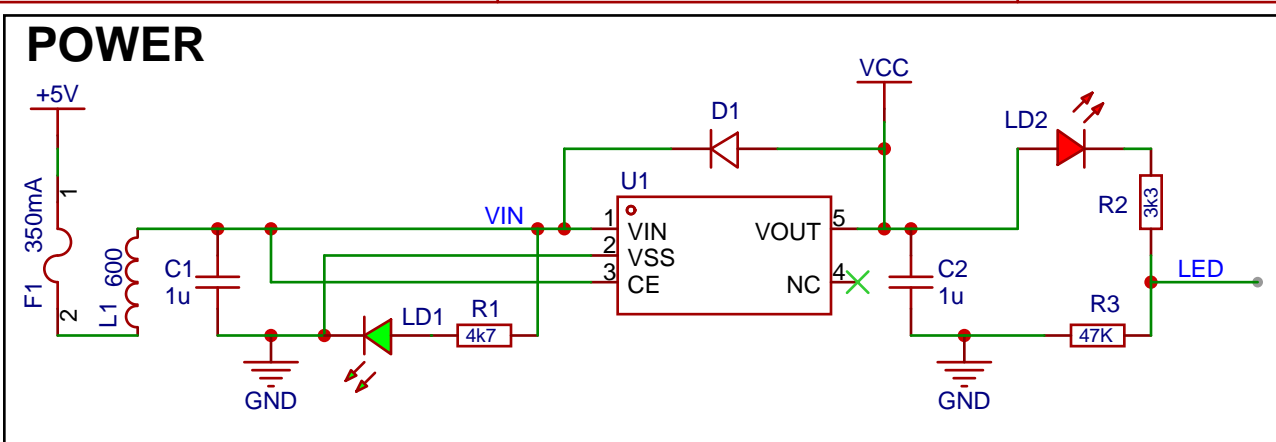 POWER
+5V
VCC
D1
LD2
U1
1
350mA
F1
2
L1
600
C1
1u
VIN
1
VIN
2
VSS
3
CE
VOUT
5
NC
4
LD1
R1
4k7
GND
C2
1u
R2
3k3
LED
R3
47K
GND